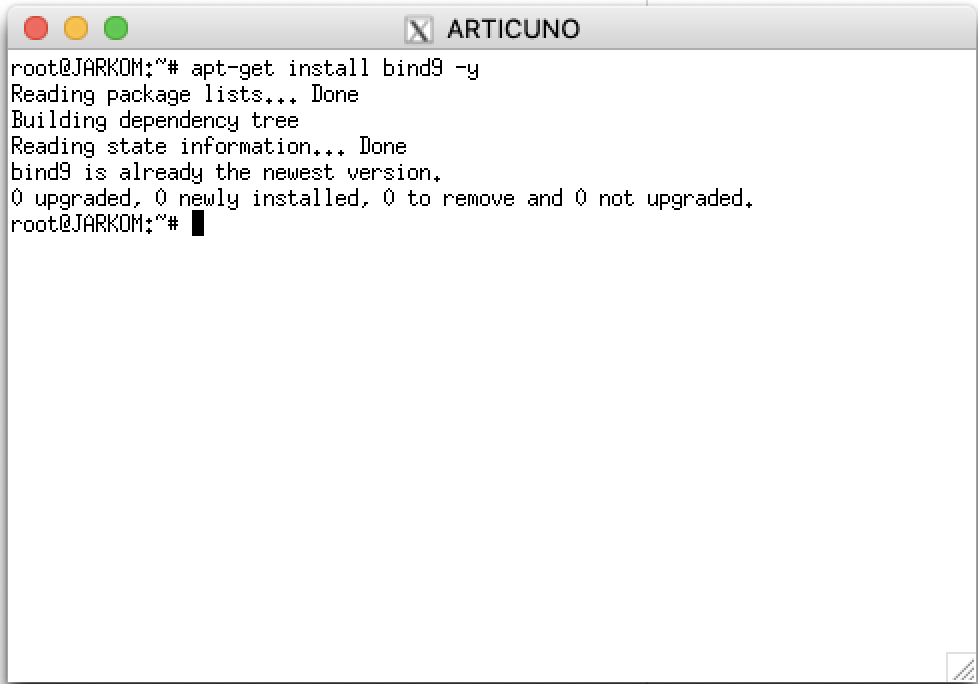 ARTICUNO
root@JARKOM:~# apt-get install bind9 -y
Reading package lists... Done
Building dependency tree
Reading state information... Done
bind9 is already the newest version.
0 upgraded, 0 newly installed, 0 to remove and 0 not upgraded.
root@JARKOM:~#